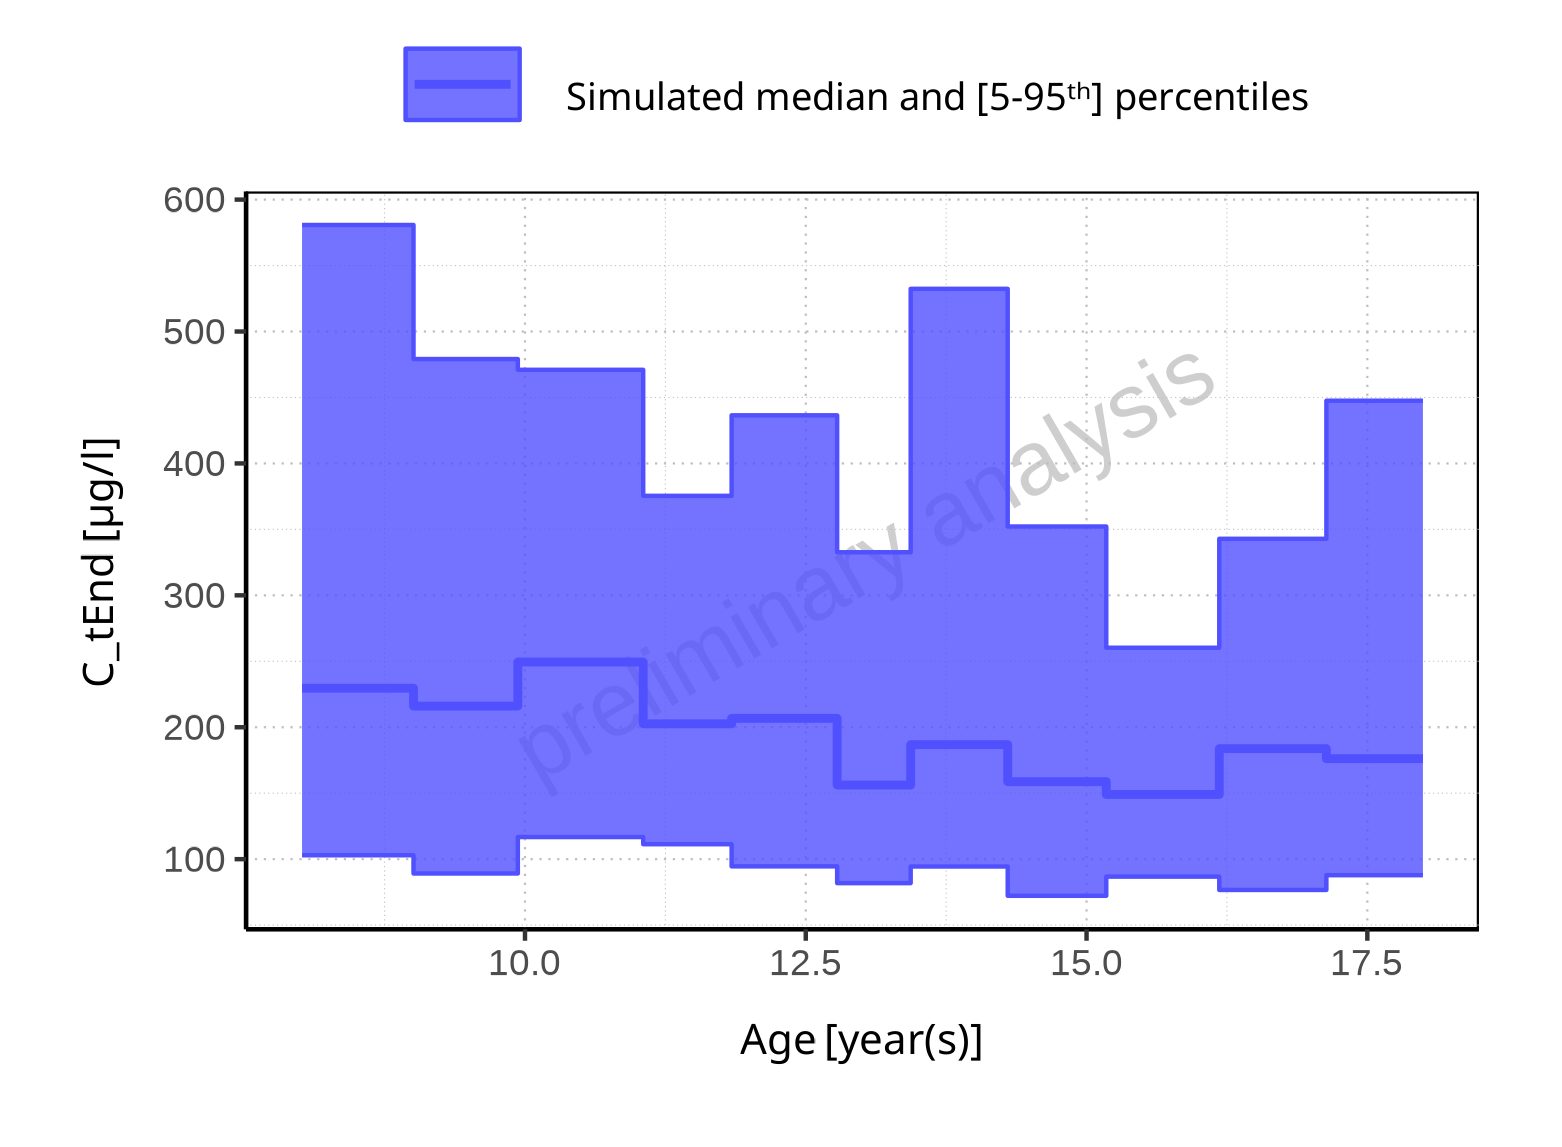 Simulated median and [5-95ᵗʰ] percentiles
600
500
400
300
200
100
C_tEnd [µg/l]
preliminary analysis
10.0 12.5 15.0 17.5
Age [year(s)]